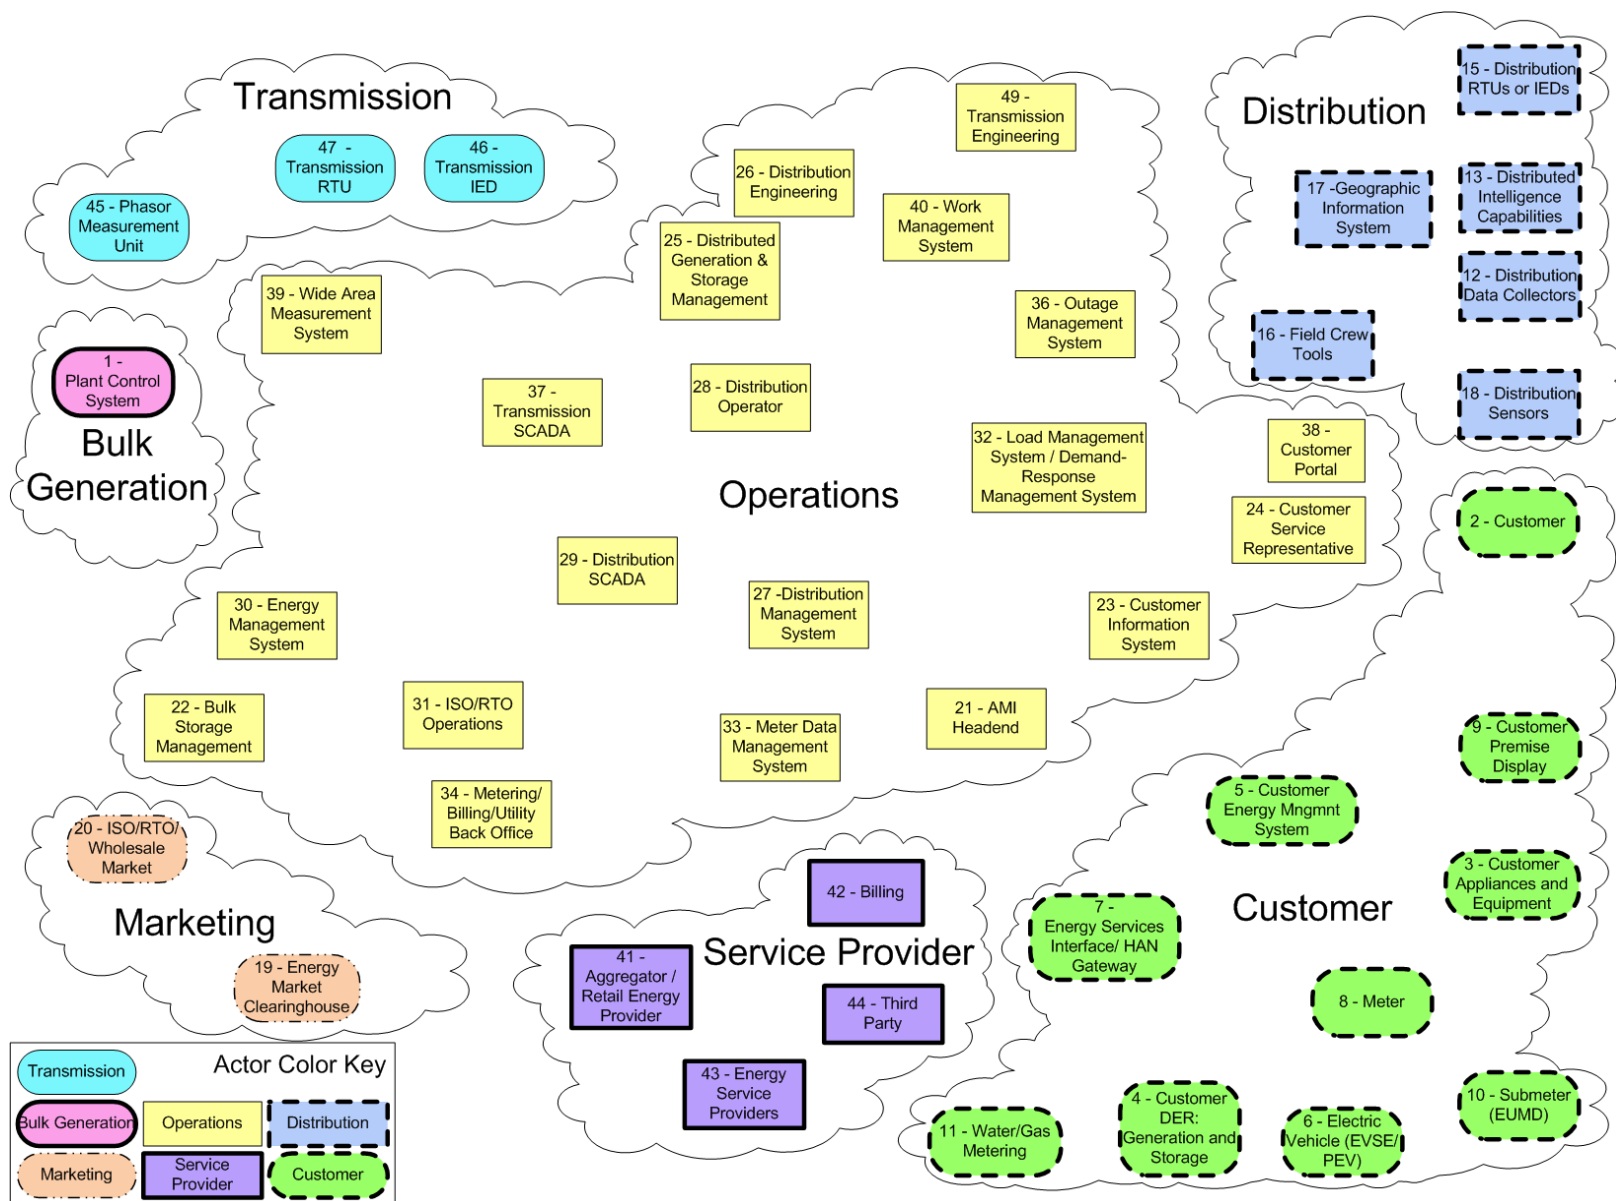 Transmission
47 -
Transmission
RTU
46 -
Transmission
IED
45 - Phasor
Measurement
Unit
1 -
Plant Control
System
Bulk
Generation
49 -
Transmission
Engineering
26 - Distribution
Engineering
40 - Work
Management
System
25 - Distributed
Generation &
Storage
Management
39 - Wide Area
Measurement
System
36 - Outage
Management
System
37 -
Transmission
SCADA
28 - Distribution
Operator
32 - Load Management
System / Demand-
Response
Management System
38 -
Customer
Portal
Operations
24 - Customer
Service
Representative
29 - Distribution
SCADA
27 -Distribution
Management
System
23 - Customer
Information
System
30 - Energy
Management
System
22 - Bulk
Storage
Management
31 - ISO/RTO
Operations
33 - Meter Data
Management
System
21 - AMI
Headend
34 - Metering/
Billing/Utility
Back Office
Distribution
15 - Distribution
RTUs or IEDs
17 -Geographic
Information
System
13 - Distributed
Intelligence
Capabilities
12 - Distribution
Data Collectors
16 - Field Crew
Tools
18 - Distribution
Sensors
20 - ISO/RTO/
Wholesale
Market
Marketing
19 - Energy
Market
Clearinghouse
42 - Billing
Service Provider
41 -
Aggregator /
Retail Energy
Provider
44 - Third
Party
43 - Energy
Service
Providers
2 - Customer
9 - Customer
Premise
Display
5 - Customer
Energy Mngmnt
System
3 - Customer
Appliances and
Equipment
Customer
7 -
Energy Services
Interface/ HAN
Gateway
8 - Meter
10 - Submeter
(EUMD)
4 - Customer
DER:
Generation and
Storage
6 - Electric
Vehicle (EVSE/
PEV)
11 - Water/Gas
Metering
Actor Color Key
Transmission
Bulk Generation
Operations
Distribution
Marketing
Service
Provider
Customer